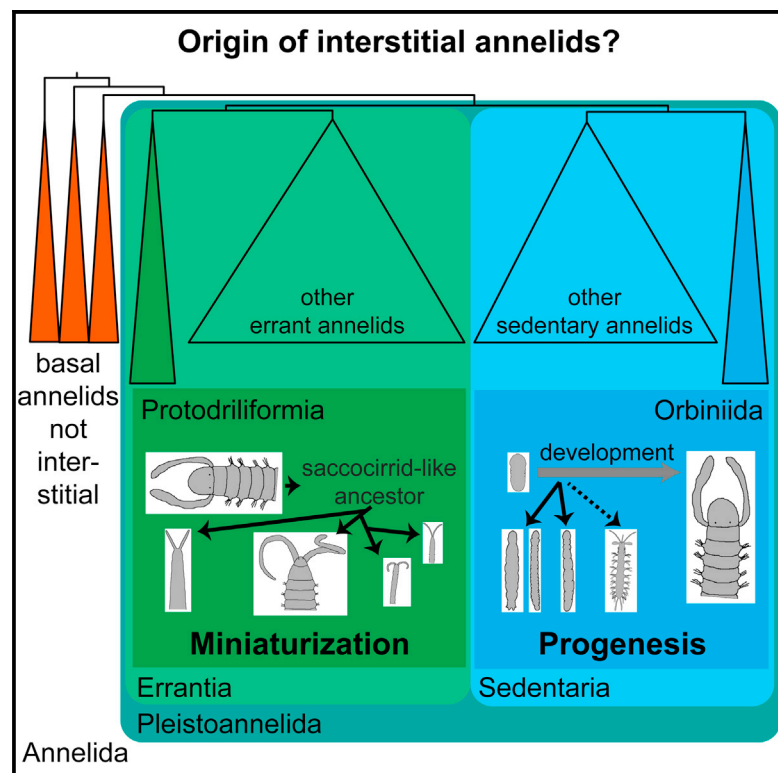 Origin of interstitial annelids?
other
errant annelids
other
sedentary annelids
basal
annelids
not
inter-
stitial
Protodriliformia
Orbiniida
saccocirrid-like
ancestor
development
Miniaturization
Progenesis
Errantia
Sedentaria
Pleistoannelida
Annelida